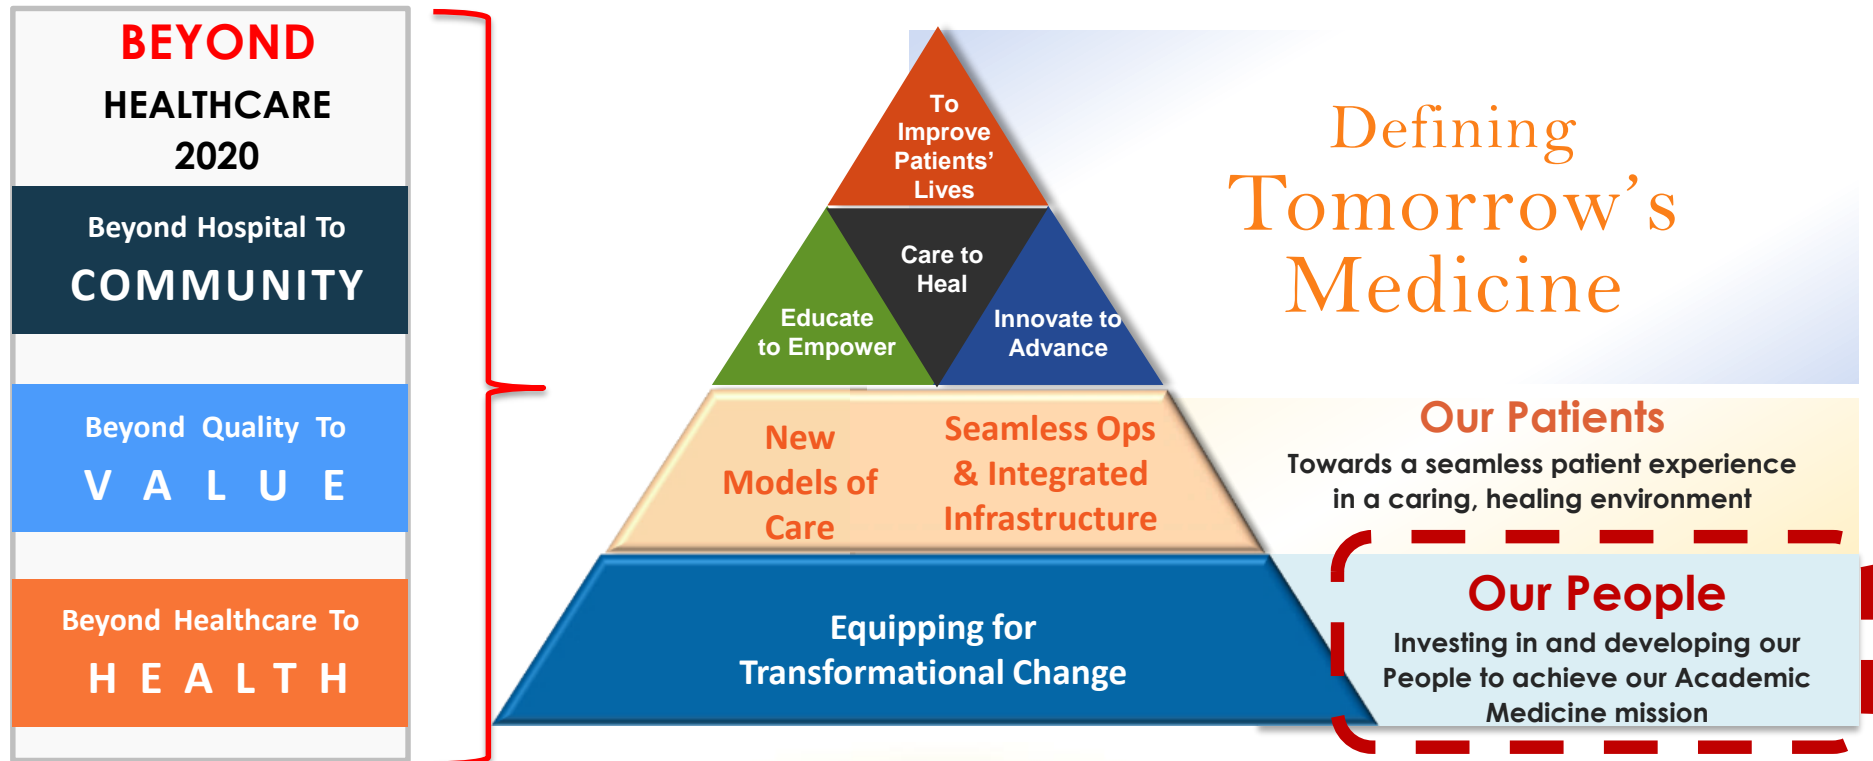 BEYOND
HEALTHCARE
2020
Beyond Hospital To
COMMUNITY
Beyond Quality To
VALUE
Beyond Healthcare To
HEALTH
To
Improve
Patients'
Lives
Care to
Heal
Educate
to Empower
Innovate to
Advance
New
Models of
Care
Seamless Ops
& Integrated
Infrastructure
Equipping for
Transformational Change
Defining
Tomorrow's
Medicine
Our Patients
Towards a seamless patient experience
in a caring, healing environment
Our People
Investing in and developing our
People to achieve our Academic
Medicine mission